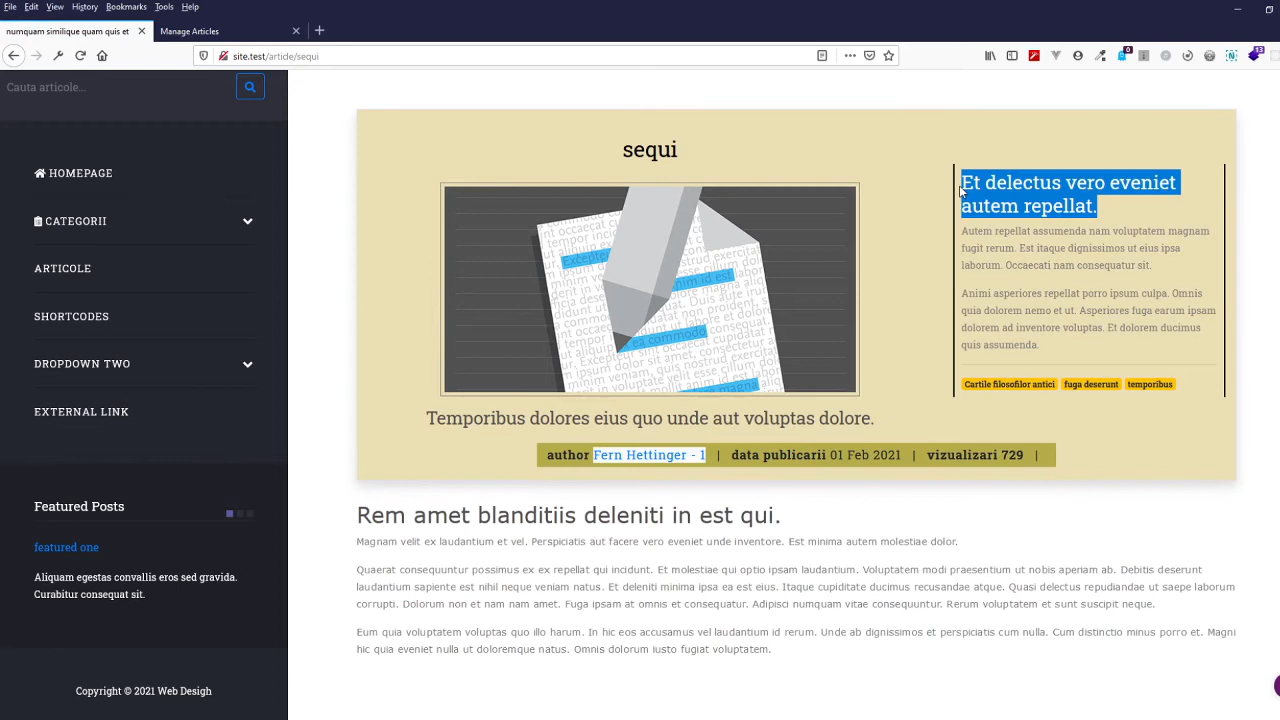 File Edit View History Bookmarks Tools Help
numquam similique quam quis et
Manage Articles
site.test/article/sequi
0
13
Cauta articole...
HOMEPAGE
CATEGORII
ARTICOLE
SHORTCODES
DROPDOWN TWO
EXTERNAL LINK
Featured Posts
featured one
Aliquam egestas convallis eros sed gravida.
Curabitur consequat sit.
Copyright © 2021 Web Desigh
sequi
Temporibus dolores eius quo unde aut voluptas dolore.
Et delectus vero eveniet
autem repellat.
Autem repellat assumenda nam voluptatem magnam
fugit rerum. Est itaque dignissimos ut eius ipsa
laborum. Occaecati nam consequatur sit.
Animi asperiores repellat porro ipsum culpa. Omnis
quia dolorem nemo et ut. Asperiores fuga earum ipsam
dolorem ad inventore voluptas. Et dolorem ducimus
quis assumenda.
Cartile filosofilor antici fuga deserunt temporibus
author Fern Hettinger - 1 | data publicarii 01 Feb 2021 | vizualizari 729 |
Rem amet blanditiis deleniti in est qui.
Magnam velit ex laudantium et vel. Perspiciatis aut facere vero eveniet unde inventore. Est minima autem molestiae dolor.
Quaerat consequuntur possimus ex ex repellat qui incidunt. Et molestiae qui optio ipsam laudantium. Voluptatem modi praesentium ut nobis aperiam ab. Debitis deserunt
laudantium sapiente est nihil neque veniam natus. Et deleniti minima ipsa ea est eius. Itaque cupiditate ducimus recusandae atque. Quasi delectus repudiandae ut saepe laborum
corrupti. Dolorum non et nam nam amet. Fuga ipsam at omnis et consequatur. Adipisci numquam vitae consequuntur. Rerum voluptatem et sunt suscipit neque.
Eum quia voluptatem voluptas quo illo harum. In hic eos accusamus vel laudantium id rerum. Unde ab dignissimos et perspiciatis cum nulla. Cum distinctio minus porro et. Magni
hic quia eveniet nulla ut doloremque natus. Omnis dolorum iusto fugiat voluptatem.